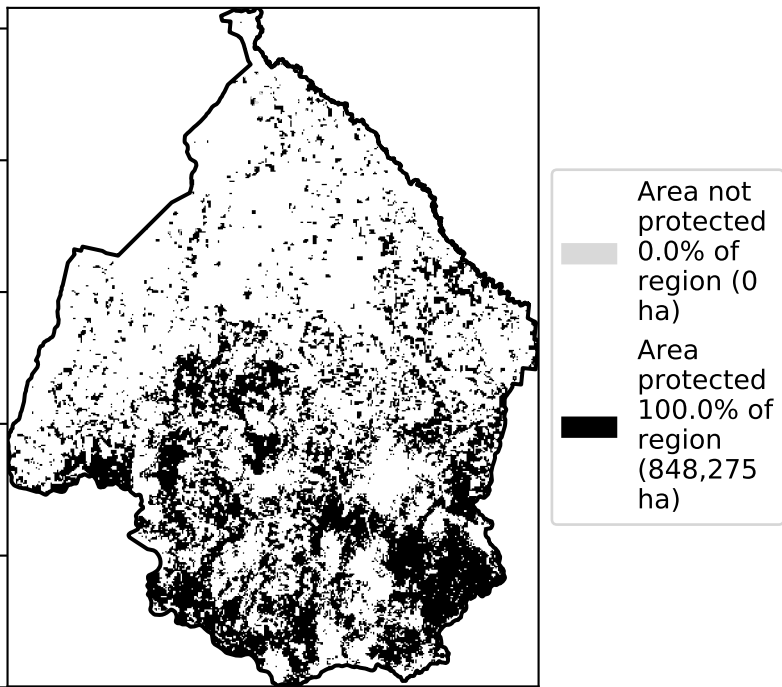 Area not
protected
0.0% of
region (0
ha)
Area
protected
100.0% of
region
(848,275
ha)